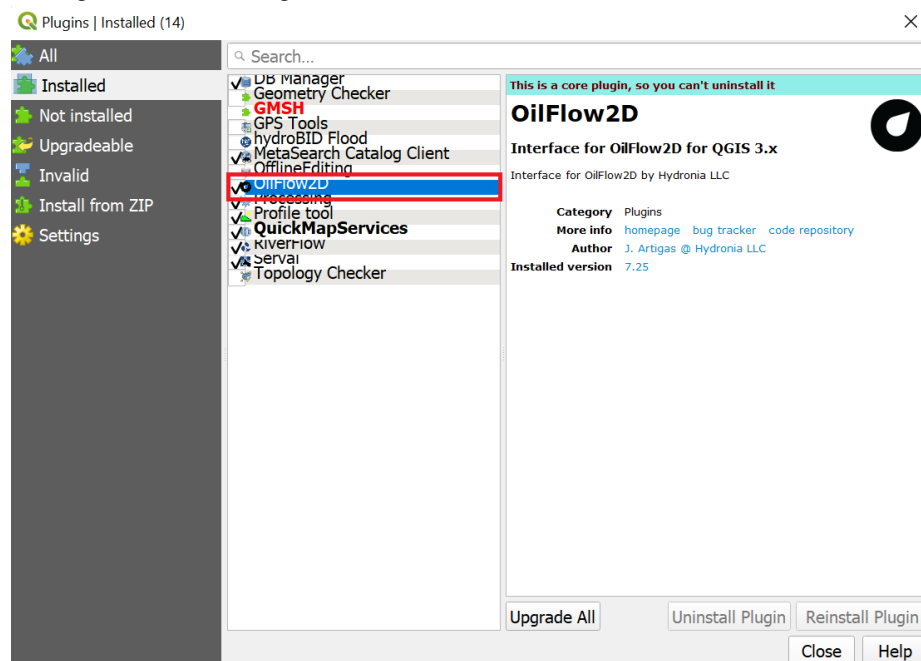 Plugins | Installed (14)
All
Installed
Not installed
Upgradeable
Invalid
Install from ZIP
Settings
Search...
DB Manager
Geometry Checker
GMSH
GPS Tools
hydroBID Flood
MetaSearch Catalog Client
OfflineEditing
OilFlow2D
Processing
Profile tool
QuickMapServices
RiverFlow
Serval
Topology Checker
This is a core plugin, so you can't uninstall it
OilFlow2D
Interface for OilFlow2D for QGIS 3.x
Interface for OilFlow2D by Hydronia LLC
Category Plugins
More info homepage bug tracker code repository
Author J. Artigas @ Hydronia LLC
Installed version 7.25
Upgrade All Uninstall Plugin Reinstall Plugin
Close Help